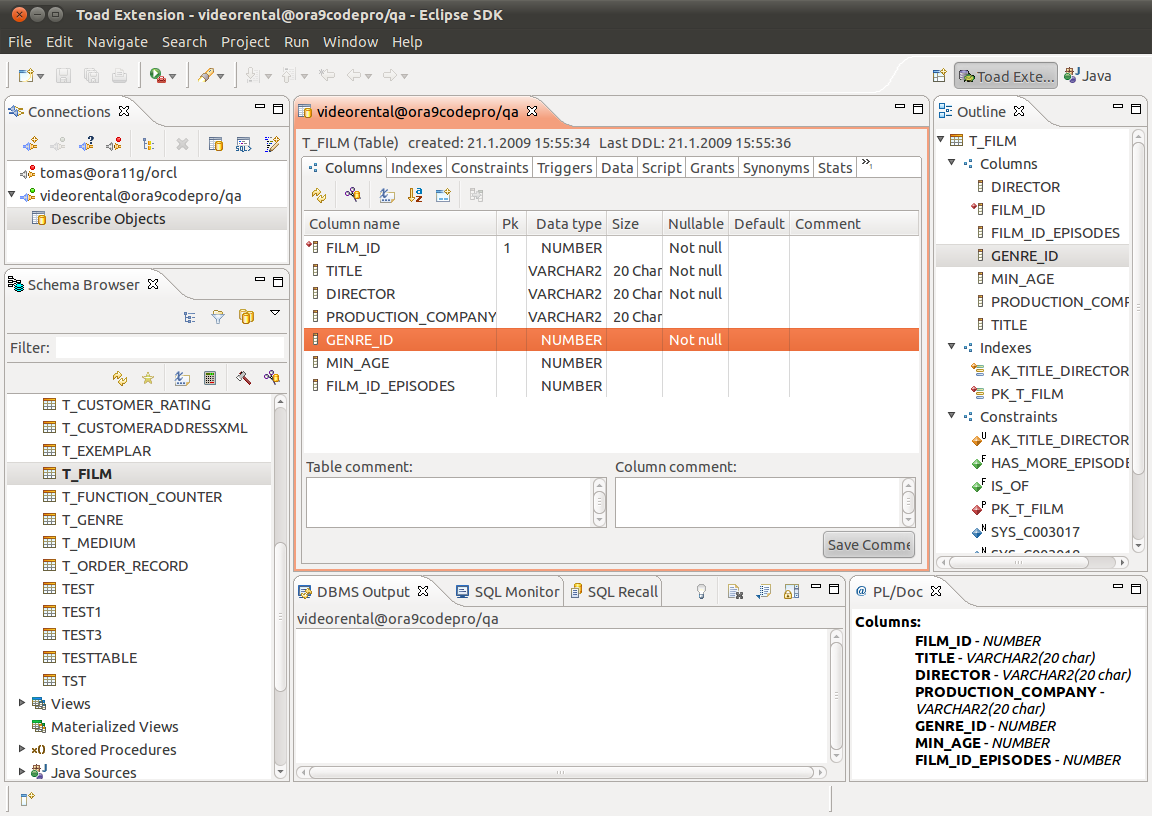 Toad Extension - videorental@ora9codepro/qa - Eclipse SDK
File Edit Navigate Search Project Run Window Help
Toad Exte... Java
Connections
tomas@ora11g/orcl
videorental@ora9codepro/qa
Describe Objects
Schema Browser
Filter:
T_CUSTOMER_RATING
T_CUSTOMERADDRESSXML
T_EXEMPLAR
T_FILM
T_FUNCTION_COUNTER
T_GENRE
T_MEDIUM
T_ORDER_RECORD
TEST
TEST1
TEST3
TESTTABLE
TST
Views
Materialized Views
Stored Procedures
Java Sources
videorental@ora9codepro/qa
T_FILM (Table) created: 21.1.2009 15:55:34 Last DDL: 21.1.2009 15:55:36
Columns Indexes Constraints Triggers Data Script Grants Synonyms Stats »1
Column name Pk Data type Size Nullable Default Comment
FILM_ID 1 NUMBER Not null
TITLE VARCHAR2 20 Char Not null
DIRECTOR VARCHAR2 20 Char Not null
PRODUCTION_COMPANY VARCHAR2 20 Char
GENRE_ID NUMBER Not null
MIN_AGE NUMBER
FILM_ID_EPISODES NUMBER
Table comment: Column comment:
Save Comme
DBMS Output SQL Monitor SQL Recall
videorental@ora9codepro/qa
Outline
T_FILM
Columns
DIRECTOR
FILM_ID
FILM_ID_EPISODES
GENRE_ID
MIN_AGE
PRODUCTION_COMP
TITLE
Indexes
AK_TITLE_DIRECTOR
PK_T_FILM
Constraints
U AK_TITLE_DIRECTOR
F HAS_MORE_EPISODE
F IS_OF
P PK_T_FILM
N SYS_C003017
N SYS_C003018
@ PL/Doc
Columns:
FILM_ID - NUMBER
TITLE - VARCHAR2(20 char)
DIRECTOR - VARCHAR2(20 char)
PRODUCTION_COMPANY -
VARCHAR2(20 char)
GENRE_ID - NUMBER
MIN_AGE - NUMBER
FILM_ID_EPISODES - NUMBER